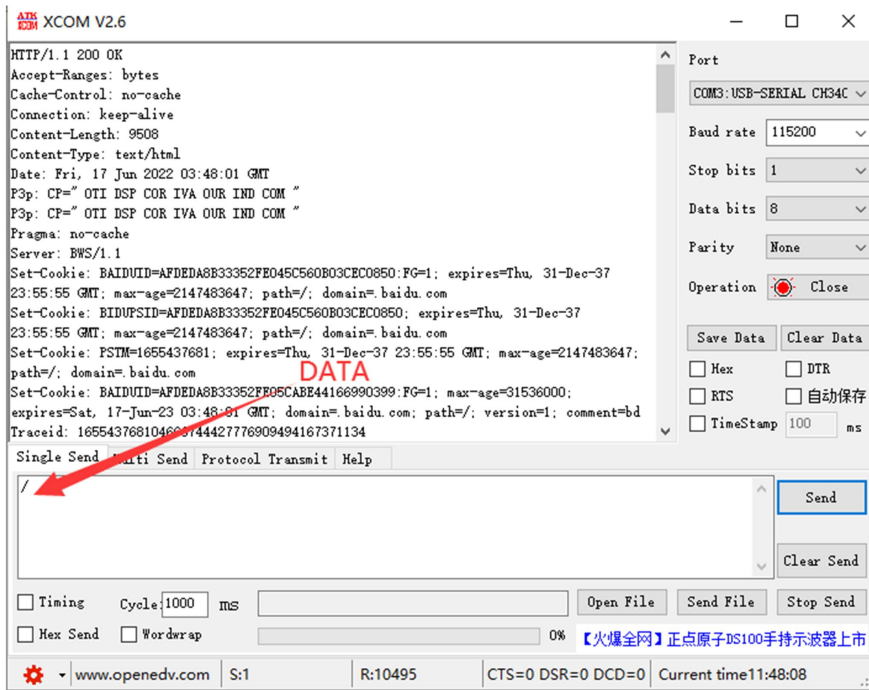 ATK XCOM V2.6
HTTP/1.1 200 OK
Accept-Ranges: bytes
Cache-Control: no-cache
Connection: keep-alive
Content-Length: 9508
Content-Type: text/html
Date: Fri, 17 Jun 2022 03:48:01 GMT
P3p: CP=" OTI DSP COR IVA OUR IND COM "
P3p: CP=" OTI DSP COR IVA OUR IND COM "
Pragma: no-cache
Server: BWS/1.1
Set-Cookie: BAIDUID=AFDEDA8B33352FE045C560B03CEC0850:FG=1; expires=Thu, 31-Dec-37
23:55:55 GMT; max-age=2147483647; path=/; domain=.baidu.com
Set-Cookie: BIDUPSID=AFDEDA8B33352FE045C560B03CEC0850; expires=Thu, 31-Dec-37
23:55:55 GMT; max-age=2147483647; path=/; domain=.baidu.com
Set-Cookie: PSTM=1655437681; expires=Thu, 31-Dec-37 23:55:55 GMT; max-age=2147483647;
path=/; domain=.baidu.com
DATA
Set-Cookie: BAIDUID=AFDEDA8B33352FE05CABE44166990399:FG=1; max-age=31536000;
expires=Sat, 17-Jun-23 03:48:01 GMT; domain=.baidu.com; path=/; version=1; comment=bd
Traceid:
Port
COM3:USB-SERIAL CH34C
Baud rate 115200
Stop bits 1
Data bits 8
Parity None
Operation Close
Save Data Clear Data
Hex DTR
RTS 自动保存
TimeStamp 100 ms
Single Send Multi Send Protocol Transmit Help
/
Send
Clear Send
Timing Cycle: 1000 ms Open File Send File Stop Send
Hex Send Wordwrap 0% 【火爆全网】正点原子DS100手持示波器上市
www.openedv.com S:1 R:10495 CTS=0 DSR=0 DCD=0 Current time11:48:08